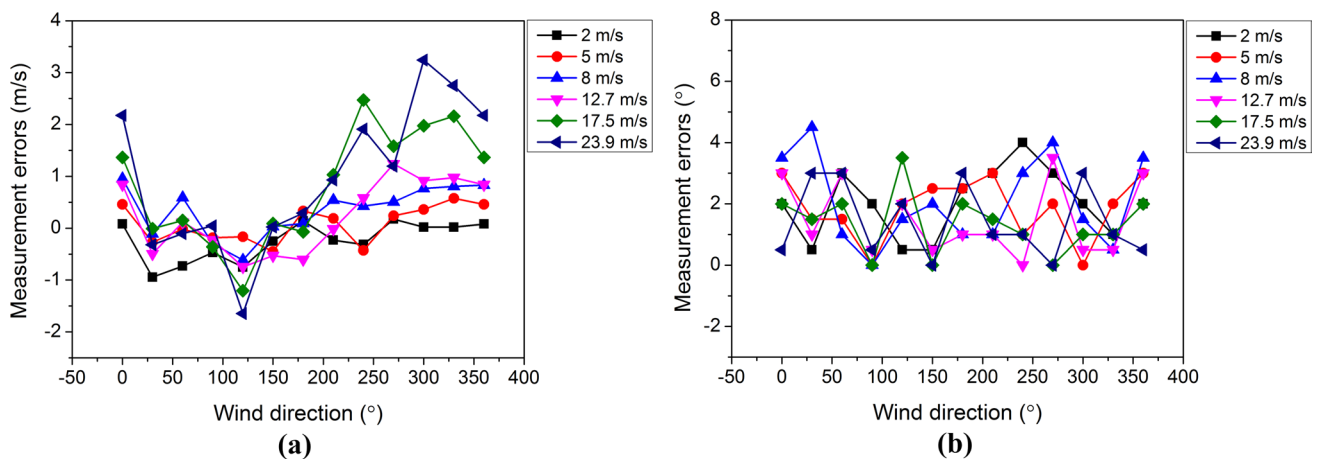 4
3
2
1
0
-1
-2
Measurement errors (m/s)
-50 0 50 100 150 200 250 300 350 400
Wind direction (°)
2 m/s
5 m/s
8 m/s
12.7 m/s
17.5 m/s
23.9 m/s
(a)
8
6
4
2
0
-2
Measurement errors (°)
-50 0 50 100 150 200 250 300 350 400
Wind direction (°)
2 m/s
5 m/s
8 m/s
12.7 m/s
17.5 m/s
23.9 m/s
(b)